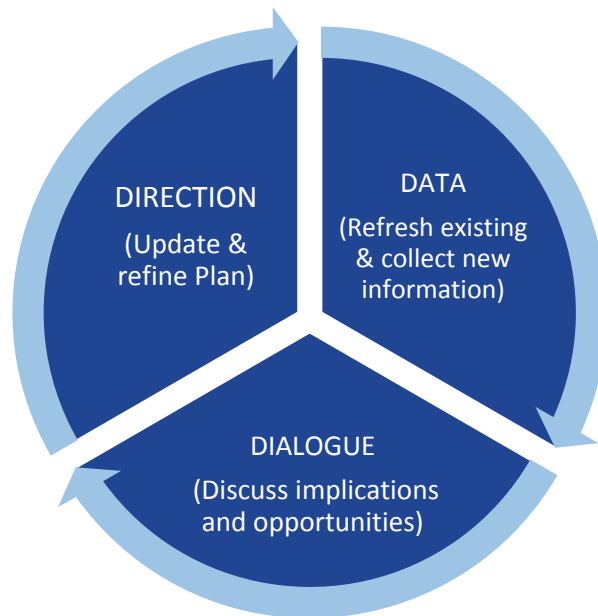 DIRECTION
(Update &
refine Plan)
DATA
(Refresh existing
& collect new
information)
DIALOGUE
(Discuss implications
and opportunities)